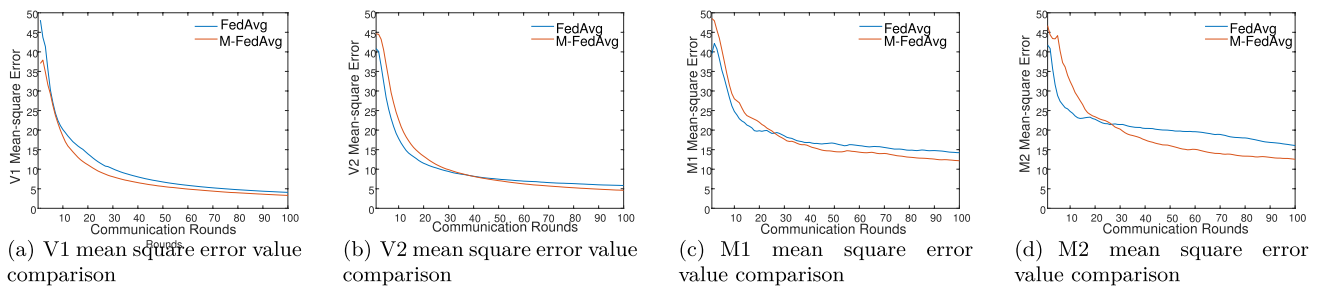 50
45
40
35
30
25
20
15
10
5
0
V1 Mean-square Error
FedAvg
M-FedAvg
10 20 30 40 50 60 70 80 90 100
Communication Rounds
Rounds
(a) V1 mean square error value
comparison
50
45
40
35
30
25
20
15
10
5
0
V2 Mean-square Error
FedAvg
M-FedAvg
10 20 30 40 50 60 70 80 90 100
Communication Rounds
(b) V2 mean square error value
comparison
50
45
40
35
30
25
20
15
10
5
0
M1 Mean-square Error
FedAvg
M-FedAvg
10 20 30 40 50 60 70 80 90 100
Communication Rounds
(c) M1 mean square error
value comparison
50
45
40
35
30
25
20
15
10
5
0
M2 Mean-square Error
FedAvg
M-FedAvg
10 20 30 40 50 60 70 80 90 100
Communication Rounds
(d) M2 mean square error
value comparison